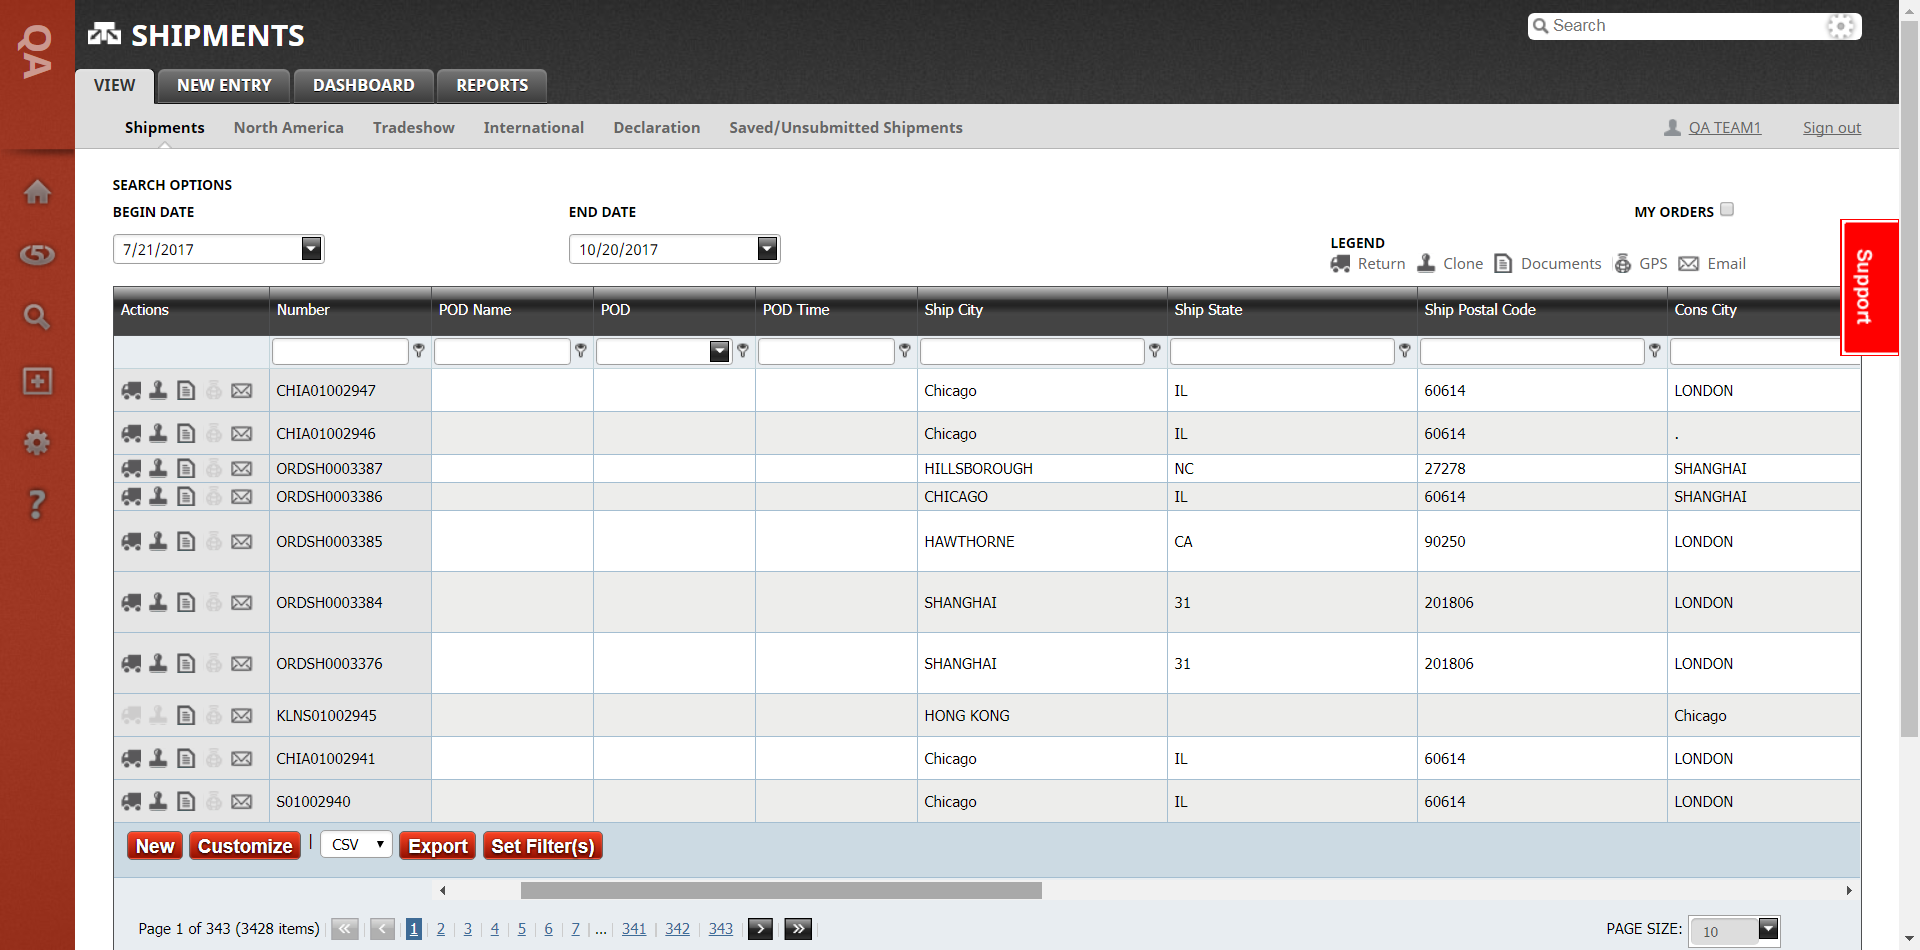 QA
SHIPMENTS
Search
VIEW NEW ENTRY DASHBOARD REPORTS
Shipments North America Tradeshow International Declaration Saved/Unsubmitted Shipments QA TEAM1 Sign out
SEARCH OPTIONS
BEGIN DATE END DATE MY ORDERS
7/21/2017 10/20/2017
LEGEND
Return Clone Documents GPS Email
Support
Actions Number POD Name POD POD Time Ship City Ship State Ship Postal Code Cons City
CHIA01002947 Chicago IL 60614 LONDON
CHIA01002946 Chicago IL 60614 .
ORDSH0003387 HILLSBOROUGH NC 27278 SHANGHAI
ORDSH0003386 CHICAGO IL 60614 SHANGHAI
ORDSH0003385 HAWTHORNE CA 90250 LONDON
ORDSH0003384 SHANGHAI 31 201806 LONDON
ORDSH0003376 SHANGHAI 31 201806 LONDON
KLNS01002945 HONG KONG Chicago
CHIA01002941 Chicago IL 60614 LONDON
S01002940 Chicago IL 60614 LONDON
New Customize | CSV Export Set Filter(s)
Page 1 of 343 (3428 items) 1 2 3 4 5 6 7 ... 341 342 343 PAGE SIZE: 10